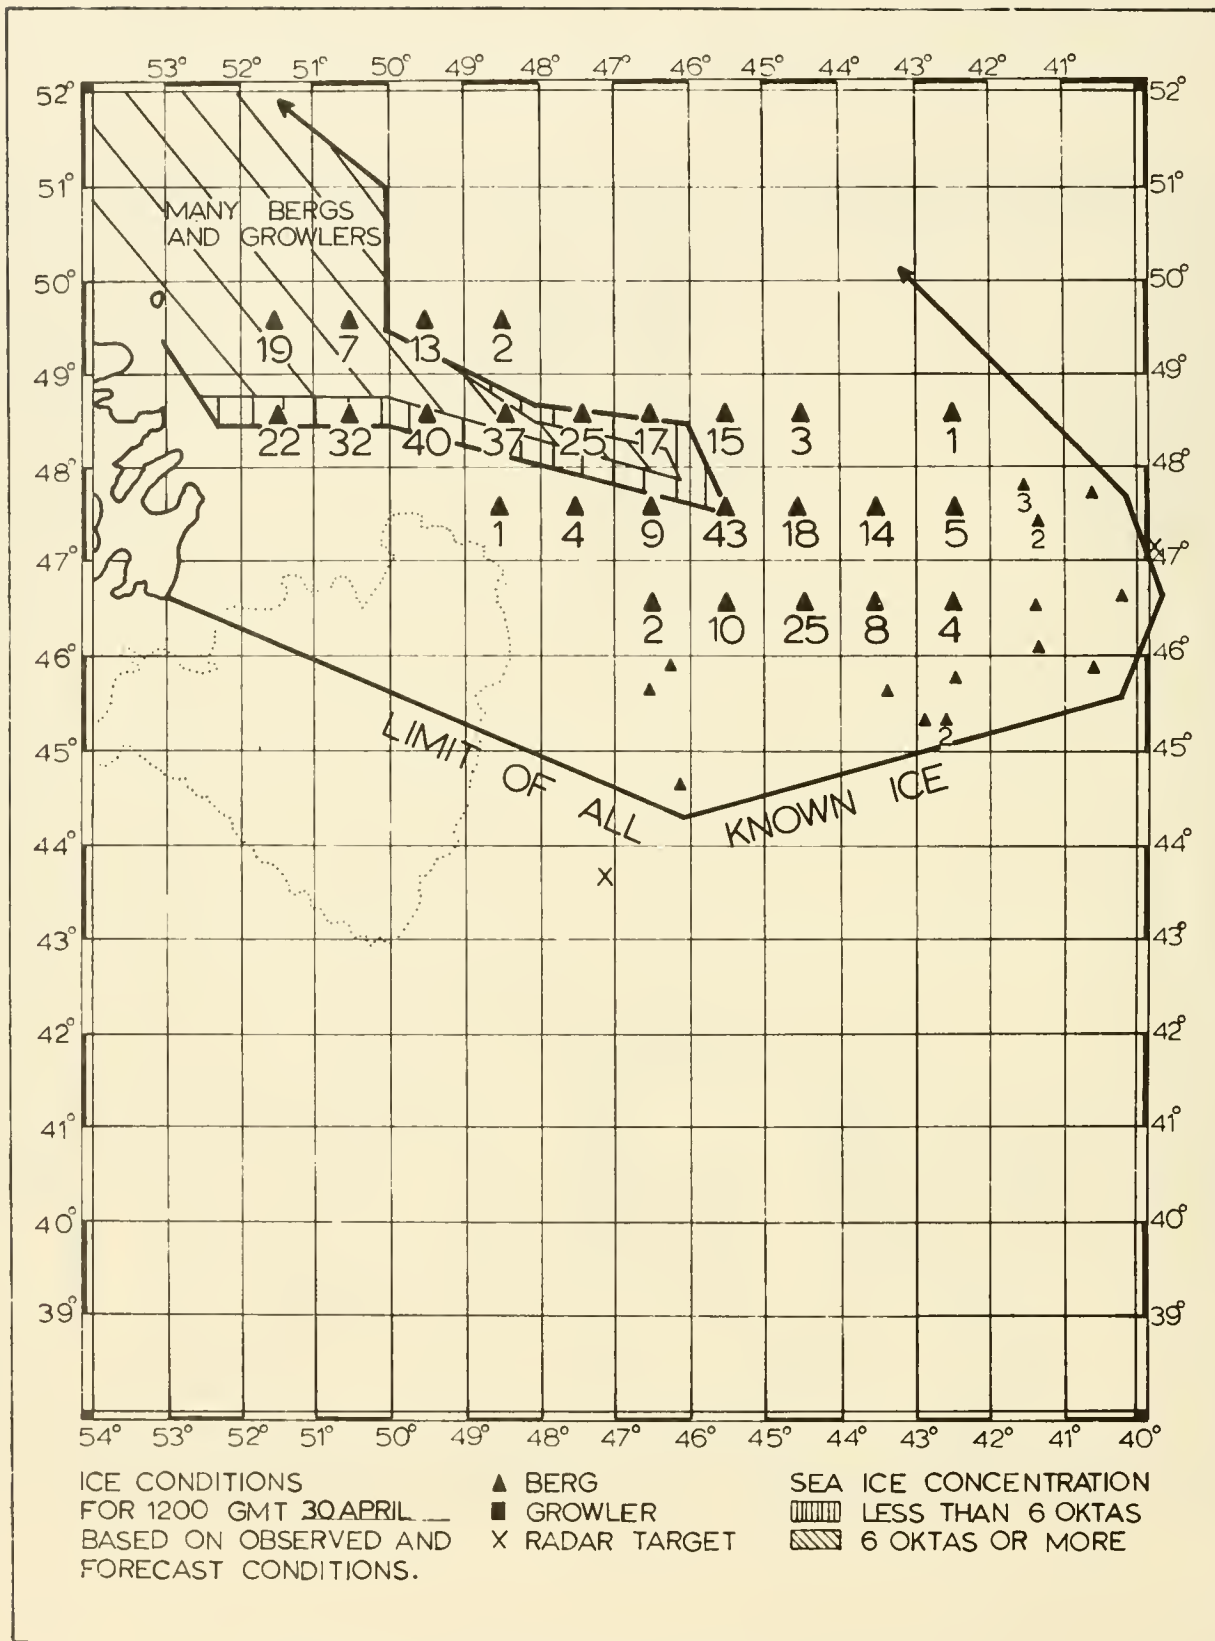 53° 52° 51° 50° 49° 48° 47° 46° 45° 44° 43° 42° 41°
52° 52°
51° 51°
MANY BERGS
AND GROWLERS
50° 50°
19 7 13 2
49° 49°
22 32 40 37 25 17 15 3 1
48° 48°
3
1 4 9 43 18 14 5 2
47° 47°
2 10 25 8 4
46° 46°
2
45° 45°
LIMIT OF ALL KNOWN ICE
44° 44°
X
43° 43°
42° 42°
41° 41°
40° 40°
39° 39°
54° 53° 52° 51° 50° 49° 48° 47° 46° 45° 44° 43° 42° 41° 40°
ICE CONDITIONS
FOR 1200 GMT 30 APRIL
BASED ON OBSERVED AND
FORECAST CONDITIONS.
BERG
GROWLER
X RADAR TARGET
SEA ICE CONCENTRATION
LESS THAN 6 OKTAS
6 OKTAS OR MORE